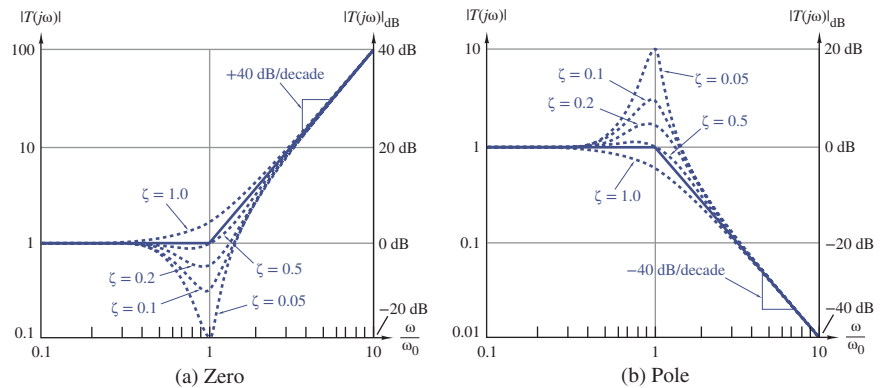 |T(jω)|
|T(jω)|dB
100
40 dB
+40 dB/decade
10
20 dB
ζ = 1.0
1
0 dB
ζ = 0.2
ζ = 0.5
ζ = 0.1
ζ = 0.05
−20 dB
0.1
0.1
1
10
ω/ω0
(a) Zero
|T(jω)|
|T(jω)|dB
10
20 dB
ζ = 0.1
ζ = 0.05
ζ = 0.2
ζ = 0.5
1
0 dB
ζ = 1.0
0.1
−20 dB
−40 dB/decade
−40 dB
0.01
0.1
1
10
ω/ω0
(b) Pole